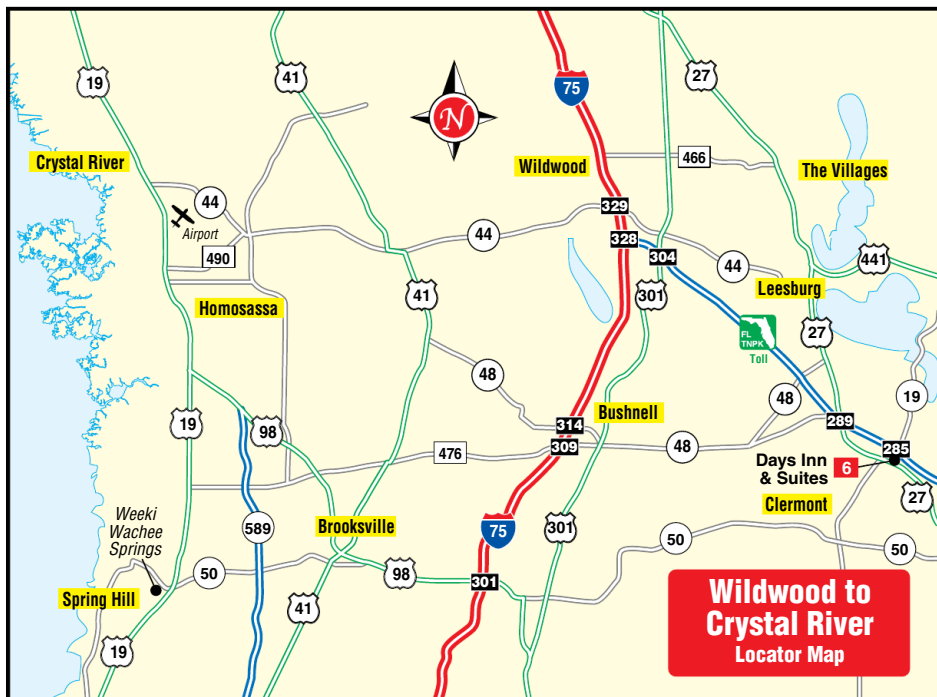 19
41
75
27
N
Crystal River
Wildwood
466
The Villages
44
Airport
329
490
44
328
304
44
441
Homosassa
41
301
Leesburg
FL
TNPK
Toll
27
48
19
98
Bushnell
48
19
314
289
476
309
48
285
Days Inn
& Suites
6
Clermont
27
Weeki
Wachee
Springs
589
Brooksville
75
301
50
50
Spring Hill
50
98
301
41
19
Wildwood to
Crystal River
Locator Map